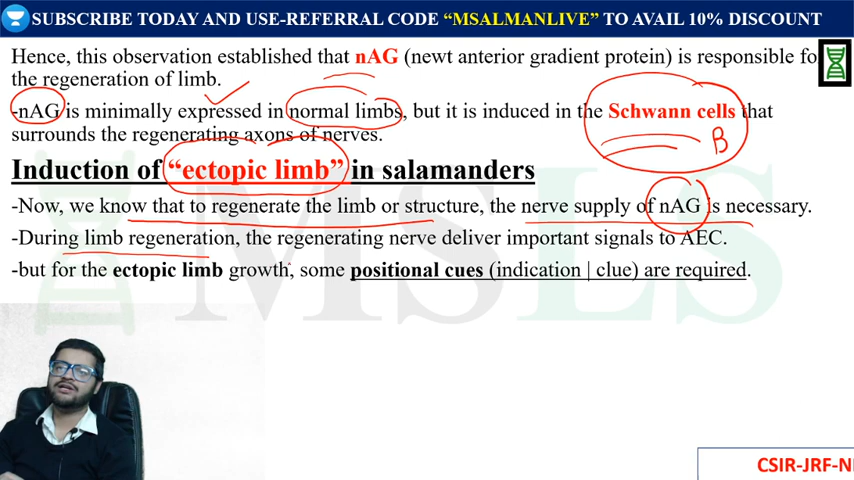 SUBSCRIBE TODAY AND USE-REFERRAL CODE “MSALMANLIVE” TO AVAIL 10% DISCOUNT
Hence, this observation established that nAG (newt anterior gradient protein) is responsible fo
the regeneration of limb.
-nAG is minimally expressed in normal limbs, but it is induced in the Schwann cells that
surrounds the regenerating axons of nerves.
B
Induction of “ectopic limb” in salamanders
-Now, we know that to regenerate the limb or structure, the nerve supply of nAG is necessary.
-During limb regeneration, the regenerating nerve deliver important signals to AEC.
-but for the ectopic limb growth, some positional cues (indication | clue) are required.
MSLS
CSIR-JRF-N